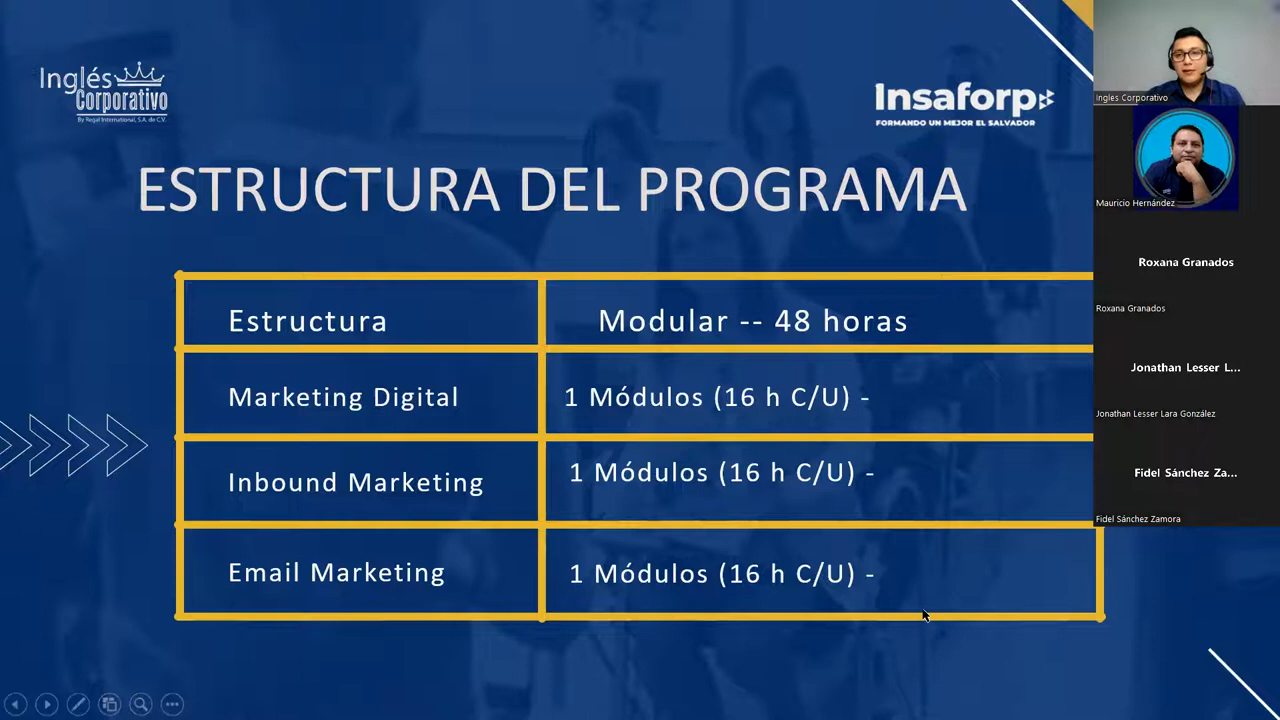 Inglés
Corporativo
By Regal International, S.A. de C.V.
Insaforp
FORMANDO UN MEJOR EL SALVADOR
ESTRUCTURA DEL PROGRAMA
Estructura
Modular -- 48 horas
Marketing Digital
1 Módulos (16 h C/U) -
Inbound Marketing
1 Módulos (16 h C/U) -
Email Marketing
1 Módulos (16 h C/U) -
Ingles Corporativo
Mauricio Hernández
Roxana Granados
Roxana Granados
Jonathan Lesser L...
Jonathan Lesser Lara González
Fidel Sánchez Za...
Fidel Sánchez Zamora